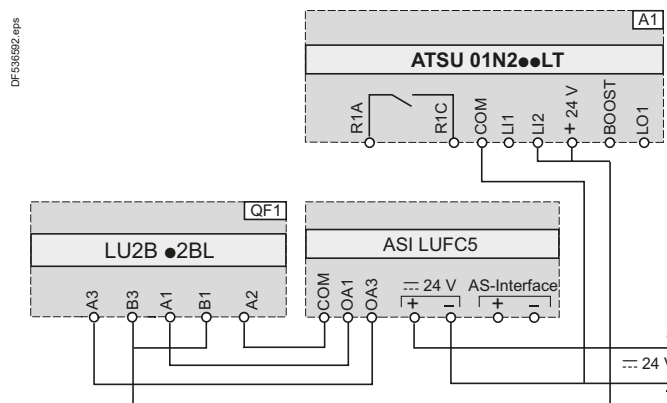 DF536592.eps
A1
ATSU 01N2●●LT
R1A R1C COM LI1 LI2 + 24 V BOOST LO1
QF1
LU2B ●2BL
ASI LUFC5
A3 B3 A1 B1 A2
COM OA1 OA3
24 V AS-Interface
+ – + –
24 V